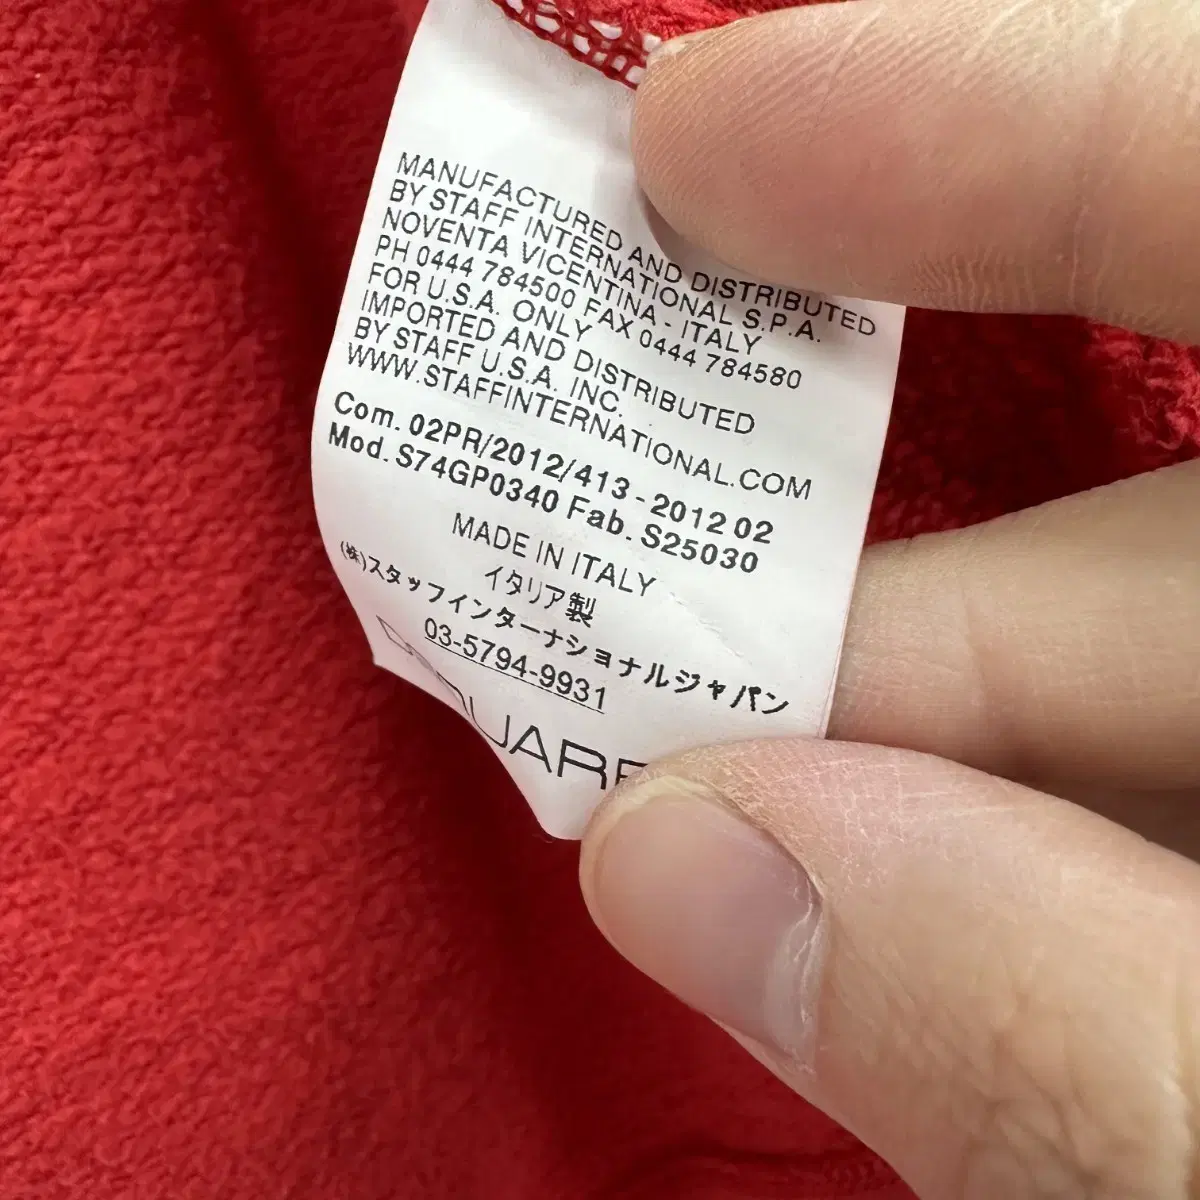 MANUFACTURED AND DISTRIBUTED
BY STAFF INTERNATIONAL S.P.A.
NOVENTA VICENTINA - ITALY
PH 0444 784500 FAX 0444 784580
FOR U.S.A. ONLY
IMPORTED AND DISTRIBUTED
BY STAFF U.S.A. INC.
WWW.STAFFINTERNATIONAL.COM
Com. 02PR/2012/413 - 2012 02
Mod. S74GP0340 Fab. S25030
MADE IN ITALY
イタリア製
(株)スタッフインターナショナルジャパン
03-5794-9931